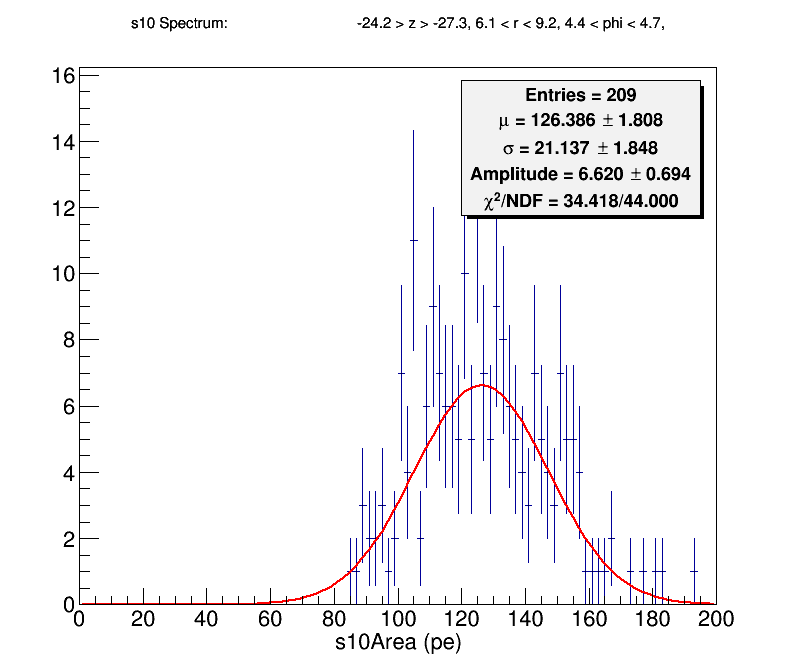 s10 Spectrum: -24.2 > z > -27.3, 6.1 < r < 9.2, 4.4 < phi < 4.7,
Entries = 209
μ = 126.386 ± 1.808
σ = 21.137 ± 1.848
Amplitude = 6.620 ± 0.694
χ²/NDF = 34.418/44.000
16
14
12
10
8
6
4
2
0
0 20 40 60 80 100 120 140 160 180 200
s10Area (pe)